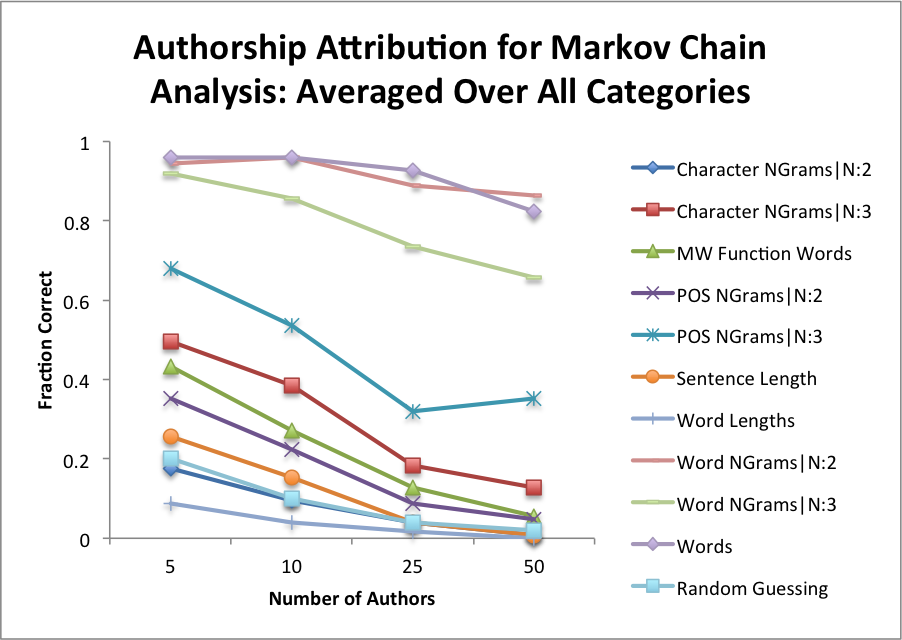 Authorship Attribution for Markov Chain
Analysis: Averaged Over All Categories
Fraction Correct
1
0.8
0.6
0.4
0.2
0
5 10 25 50
Number of Authors
Character NGrams|N:2
Character NGrams|N:3
MW Function Words
POS NGrams|N:2
POS NGrams|N:3
Sentence Length
Word Lengths
Word NGrams|N:2
Word NGrams|N:3
Words
Random Guessing